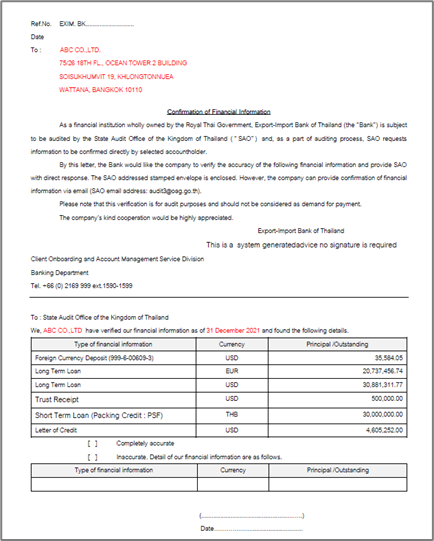 Ref.No. EXIM. BK............................
Date
To : ABC CO.,LTD.
75/26 18TH FL., OCEAN TOWER 2 BUILDING
SOISUKHUMVIT 19, KHLONGTONNUEA
WATTANA, BANGKOK 10110
Confirmation of Financial Information
As a financial institution wholly owned by the Royal Thai Government, Export-Import Bank of Thailand (the "Bank") is subject
to be audited by the State Audit Office of the Kingdom of Thailand ("SAO") and, as a part of auditing process, SAO requests
information to be confirmed directly by selected accountholder.
By this letter, the Bank would like the company to verify the accuracy of the following financial information and provide SAO
with direct response. The SAO addressed stamped envelope is enclosed. However, the company can provide confirmation of financial
information via email (SAO email address: audit3@oag.go.th).
Please note that this verification is for audit purposes and should not be considered as demand for payment.
The company's kind cooperation would be highly appreciated.
Export-Import Bank of Thailand
This is a system generatedadvice no signature is required
Client Onboarding and Account Management Service Division
Banking Department
Tel. +66 (0) 2169 999 ext.1590-1599
To : State Audit Office of the Kingdom of Thailand
We, ABC CO.,LTD have verified our financial information as of 31 December 2021 and found the following details.
Type of financial information Currency Principal /Outstanding
Foreign Currency Deposit (999-6-00609-3) USD 35,584.05
Long Term Loan EUR 20,737,456.74
Long Term Loan USD 30,881,311.77
Trust Receipt USD 500,000.00
Short Term Loan (Packing Credit : PSF) THB 30,000,000.00
Letter of Credit USD 4,605,252.00
[ ] Completely accurate
[ ] Inaccurate. Detail of our financial information are as follows.
Type of financial information Currency Principal /Outstanding
(....................................................)
Date..............................................